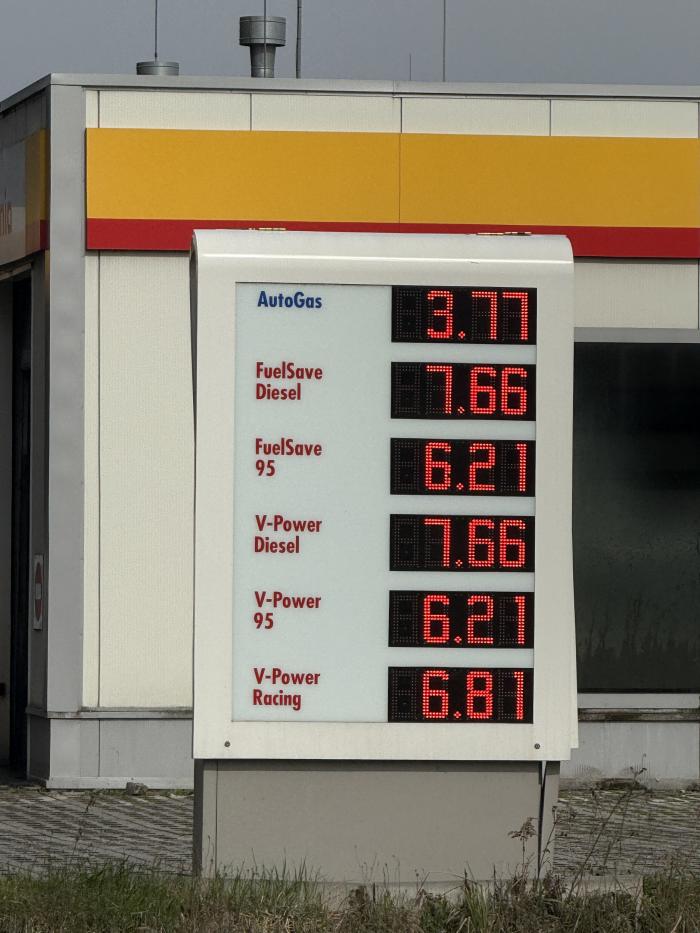 AutoGas 3.77
FuelSave
Diesel 7.66
FuelSave
95 6.21
V-Power
Diesel 7.66
V-Power
95 6.21
V-Power
Racing 6.81